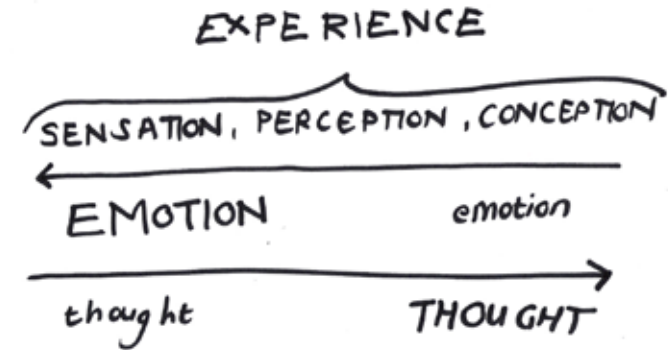 EXPERIENCE
SENSATION, PERCEPTION, CONCEPTION
EMOTION emotion
thought THOUGHT